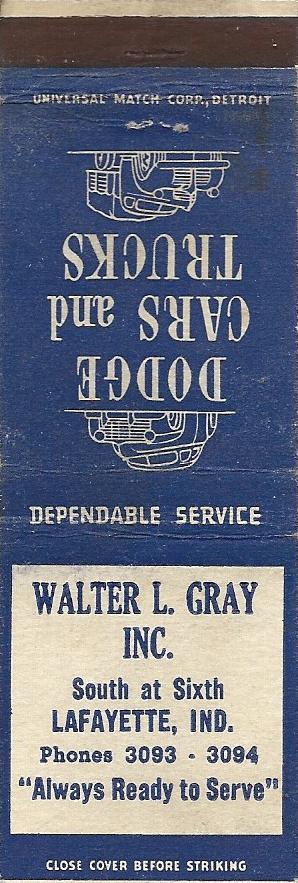 UNIVERSAL MATCH CORP., DETROIT
DODGE
CARS and
TRUCKS
DEPENDABLE SERVICE
WALTER L. GRAY
INC.
South at Sixth
LAFAYETTE, IND.
Phones 3093 - 3094
"Always Ready to Serve"
CLOSE COVER BEFORE STRIKING